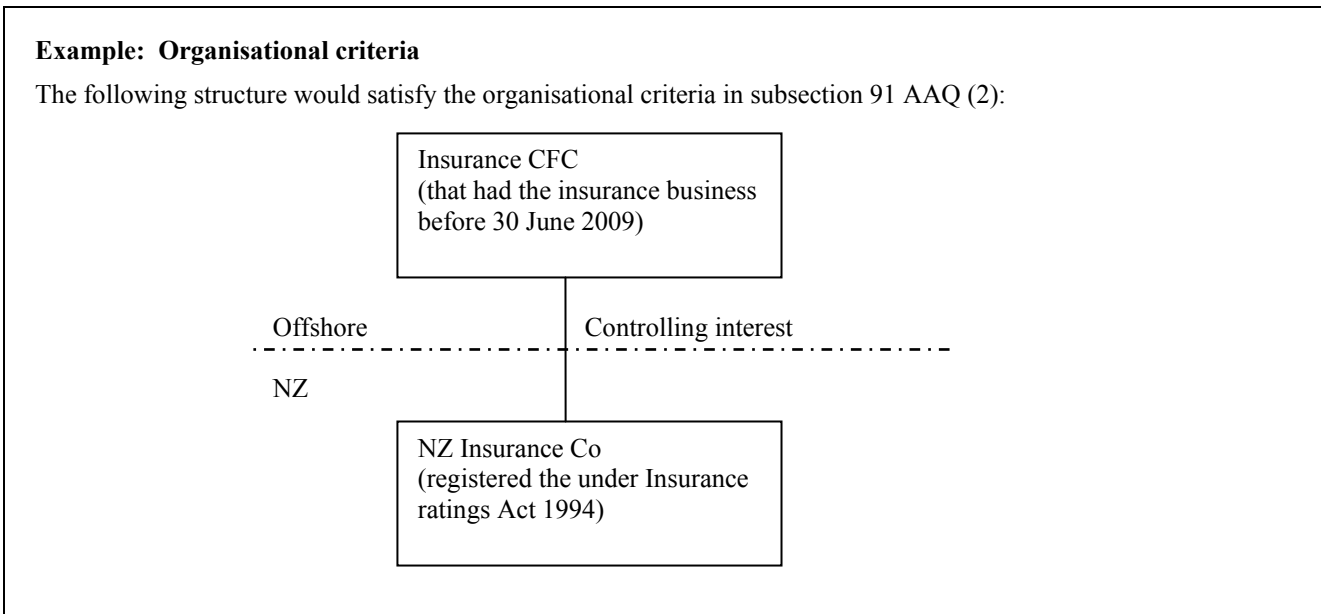 Example: Organisational criteria
The following structure would satisfy the organisational criteria in subsection 91 AAQ (2):
Insurance CFC
(that had the insurance business
before 30 June 2009)
Offshore
Controlling interest
NZ
NZ Insurance Co
(registered the under Insurance
ratings Act 1994)